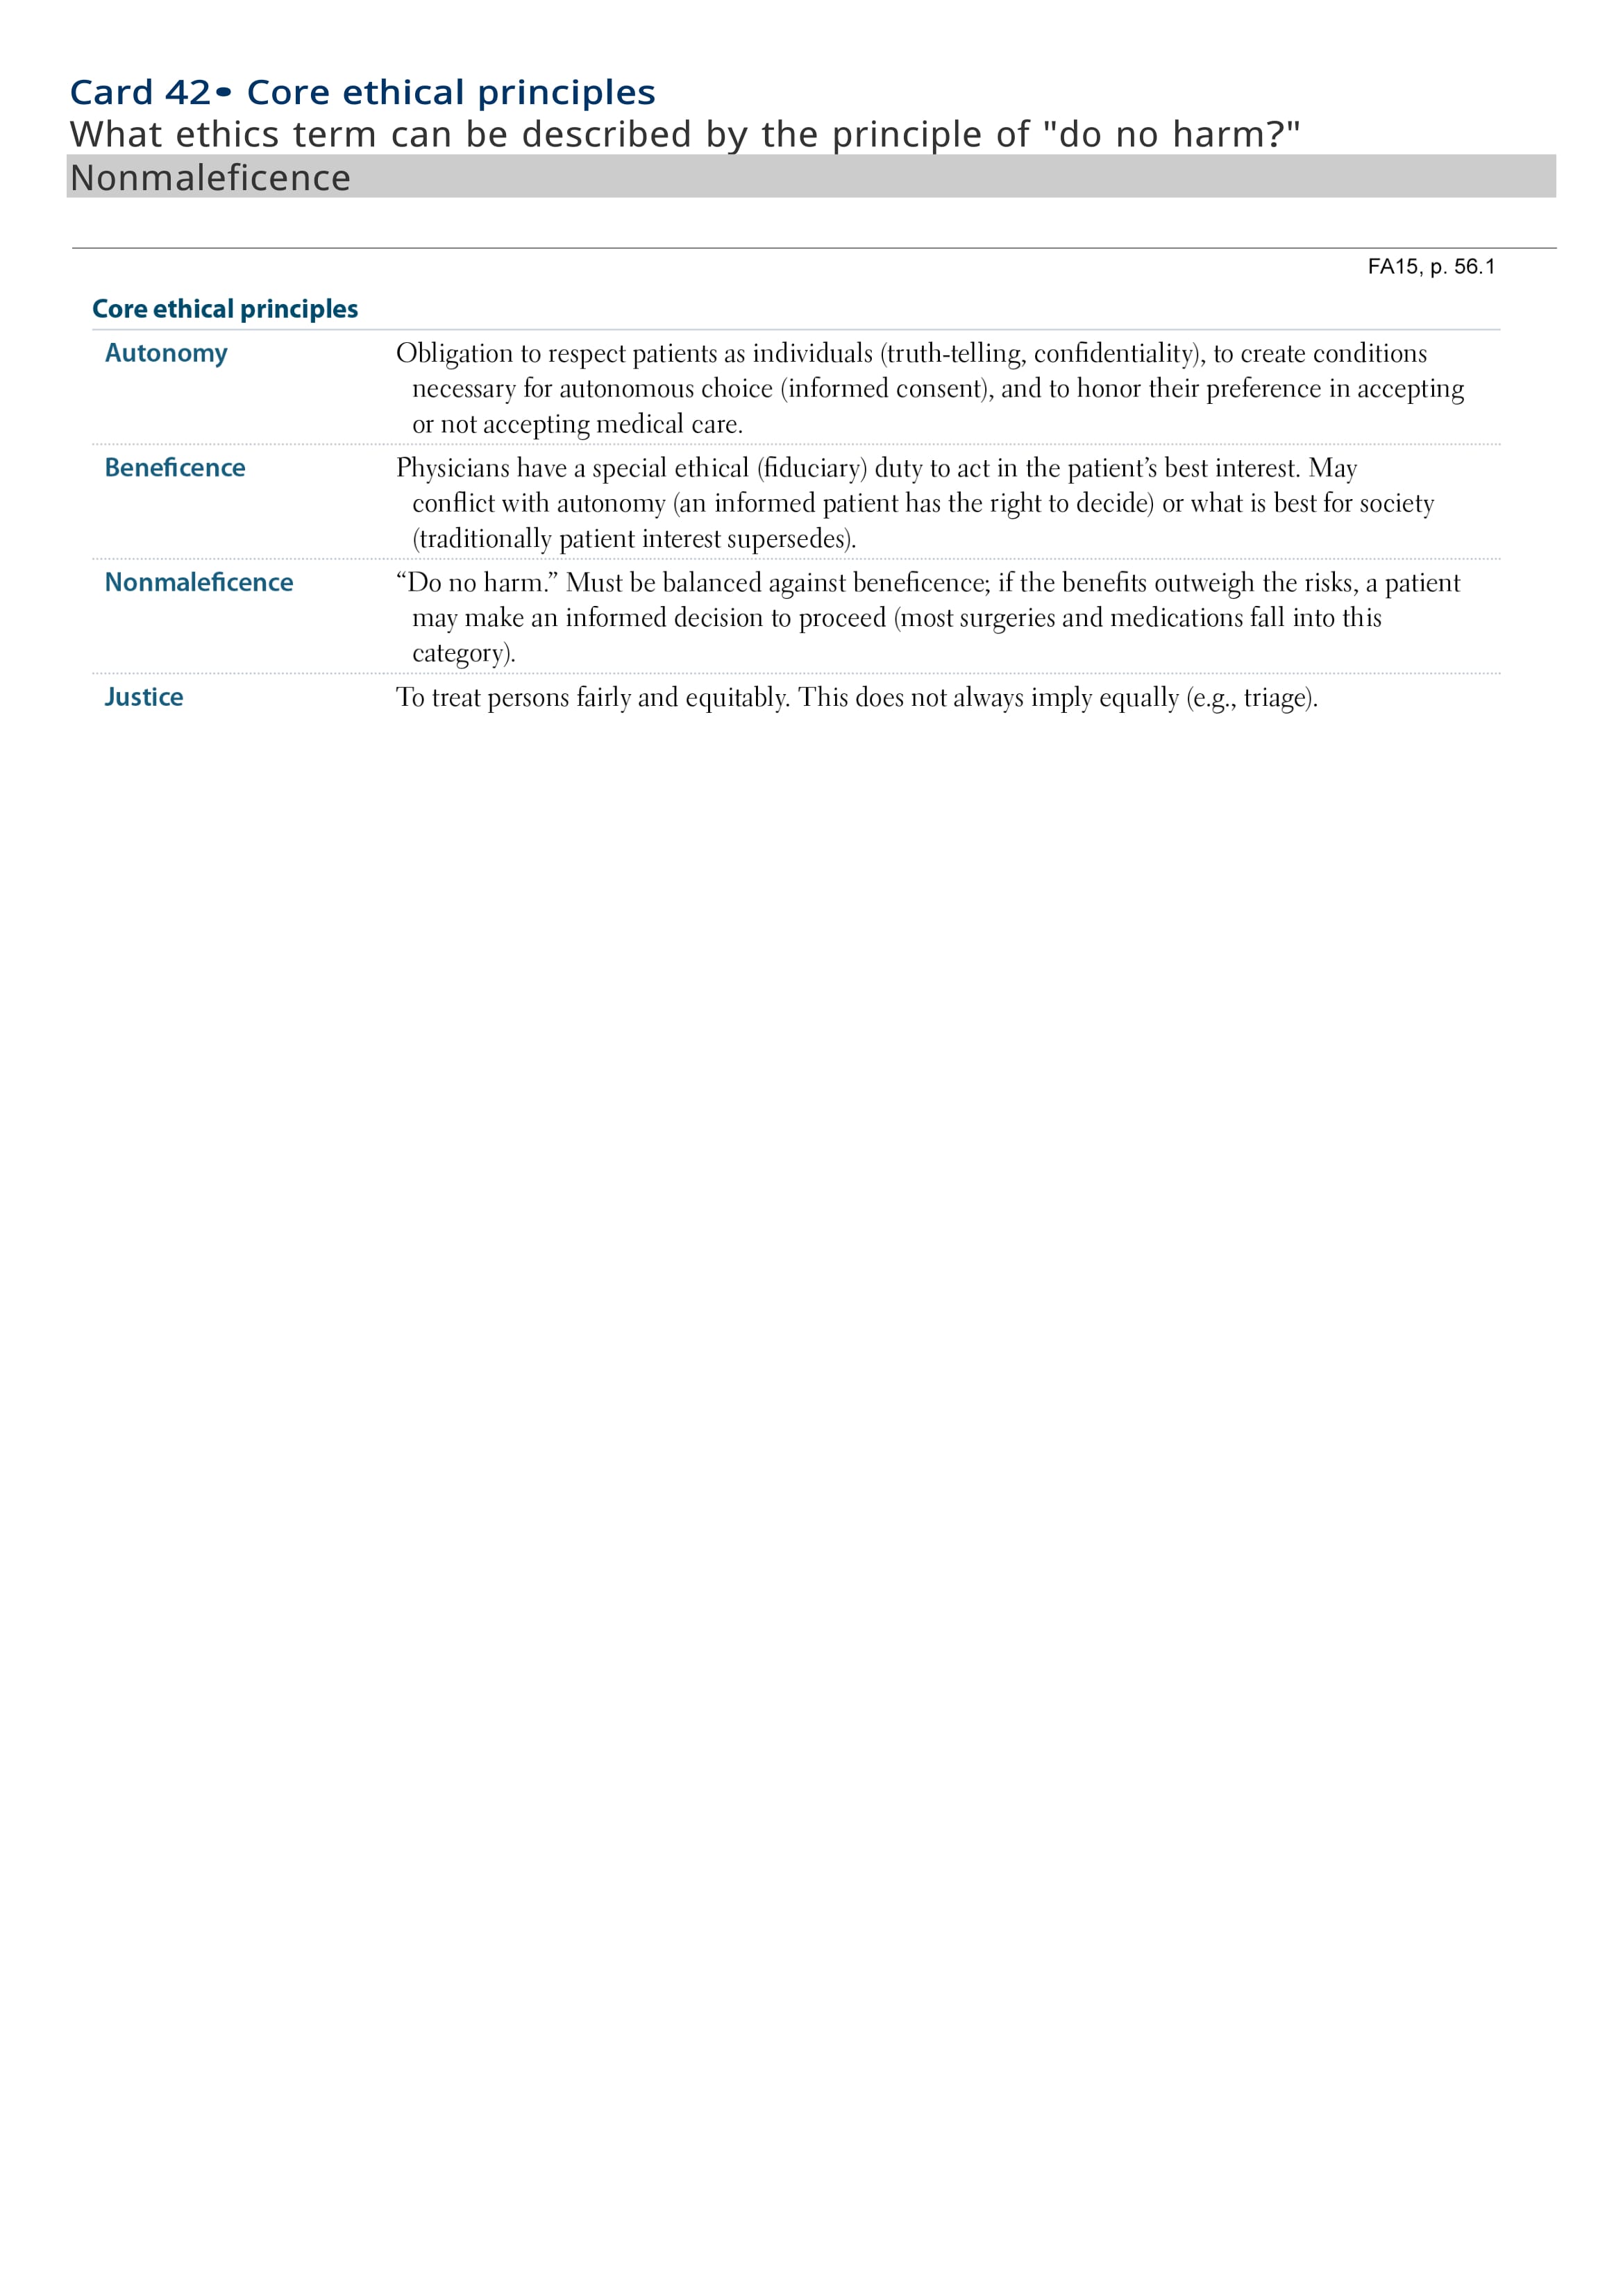 Card 42• Core ethical principles
What ethics term can be described by the principle of "do no harm?"
Nonmaleficence
FA15, p. 56.1
Core ethical principles
Autonomy Obligation to respect patients as individuals (truth-telling, confidentiality), to create conditions
necessary for autonomous choice (informed consent), and to honor their preference in accepting
or not accepting medical care.
Beneficence Physicians have a special ethical (fiduciary) duty to act in the patient’s best interest. May
conflict with autonomy (an informed patient has the right to decide) or what is best for society
(traditionally patient interest supersedes).
Nonmaleficence “Do no harm.” Must be balanced against beneficence; if the benefits outweigh the risks, a patient
may make an informed decision to proceed (most surgeries and medications fall into this
category).
Justice To treat persons fairly and equitably. This does not always imply equally (e.g., triage).